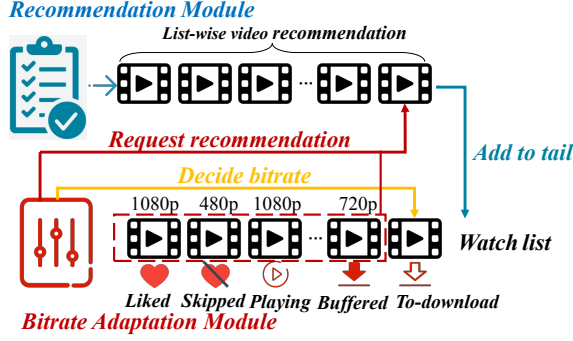 Recommendation Module
List-wise video recommendation
...
Request recommendation
Add to tail
Decide bitrate
1080p 480p 1080p 720p
...
Watch list
Liked Skipped Playing Buffered To-download
Bitrate Adaptation Module